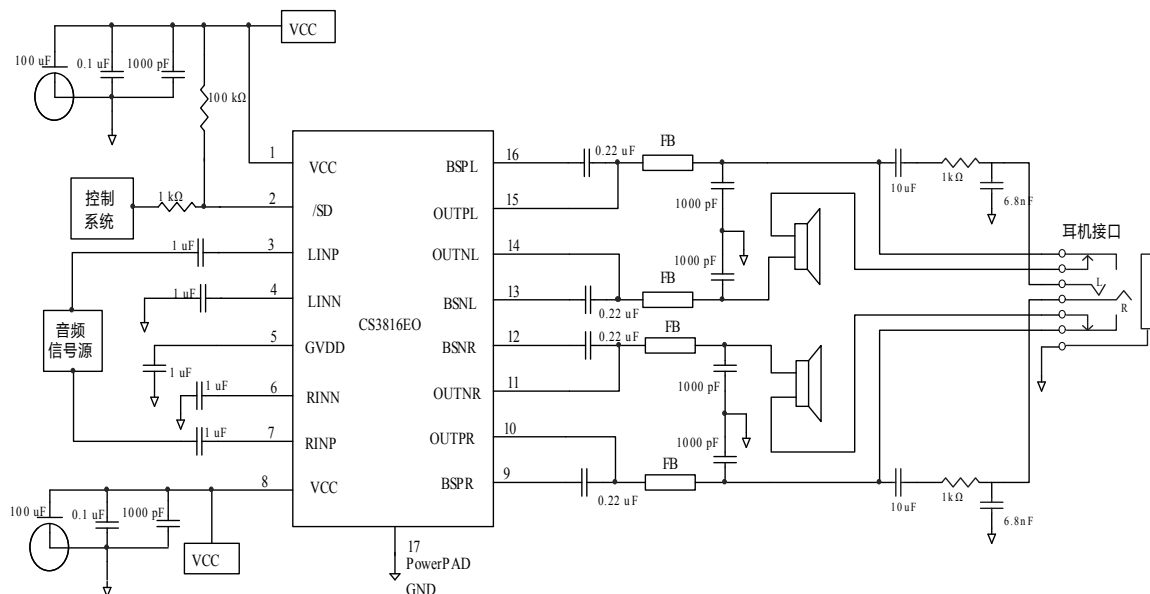 VCC
100 uF
0.1 uF
1000 pF
100 kΩ
控制
系统
1 kΩ
1 uF
1 uF
音频
信号源
1 uF
1 uF
1 uF
100 uF
0.1 uF
1000 pF
VCC
1
VCC
2
/SD
3
LINP
4
LINN
5
GVDD
6
RINN
7
RINP
8
VCC
CS3816EO
16
BSPL
15
OUTPL
14
OUTNL
13
BSNL
12
BSNR
11
OUTNR
10
OUTPR
9
BSPR
17
PowerPAD
GND
0.22 uF
FB
1000 pF
1000 pF
FB
0.22 uF
0.22 uF
FB
1000 pF
1000 pF
FB
0.22 uF
10uF
1kΩ
6.8nF
耳机接口
L
R
10uF
1kΩ
6.8nF